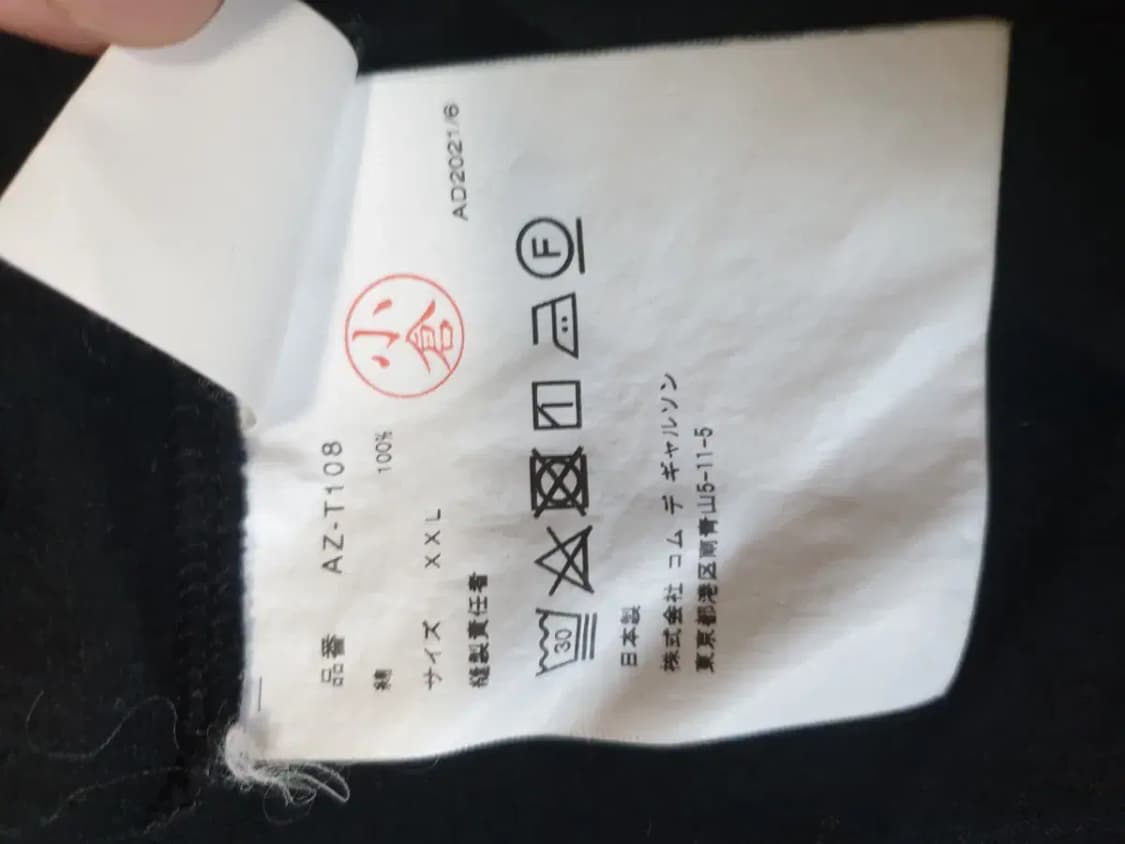 品番 AZ-T108
綿 100%
サイズ XXL
縫製責任者
小倉
AD2021/6
30
F
日本製
株式会社 コム デ ギャルソン
東京都港区南青山5-11-5